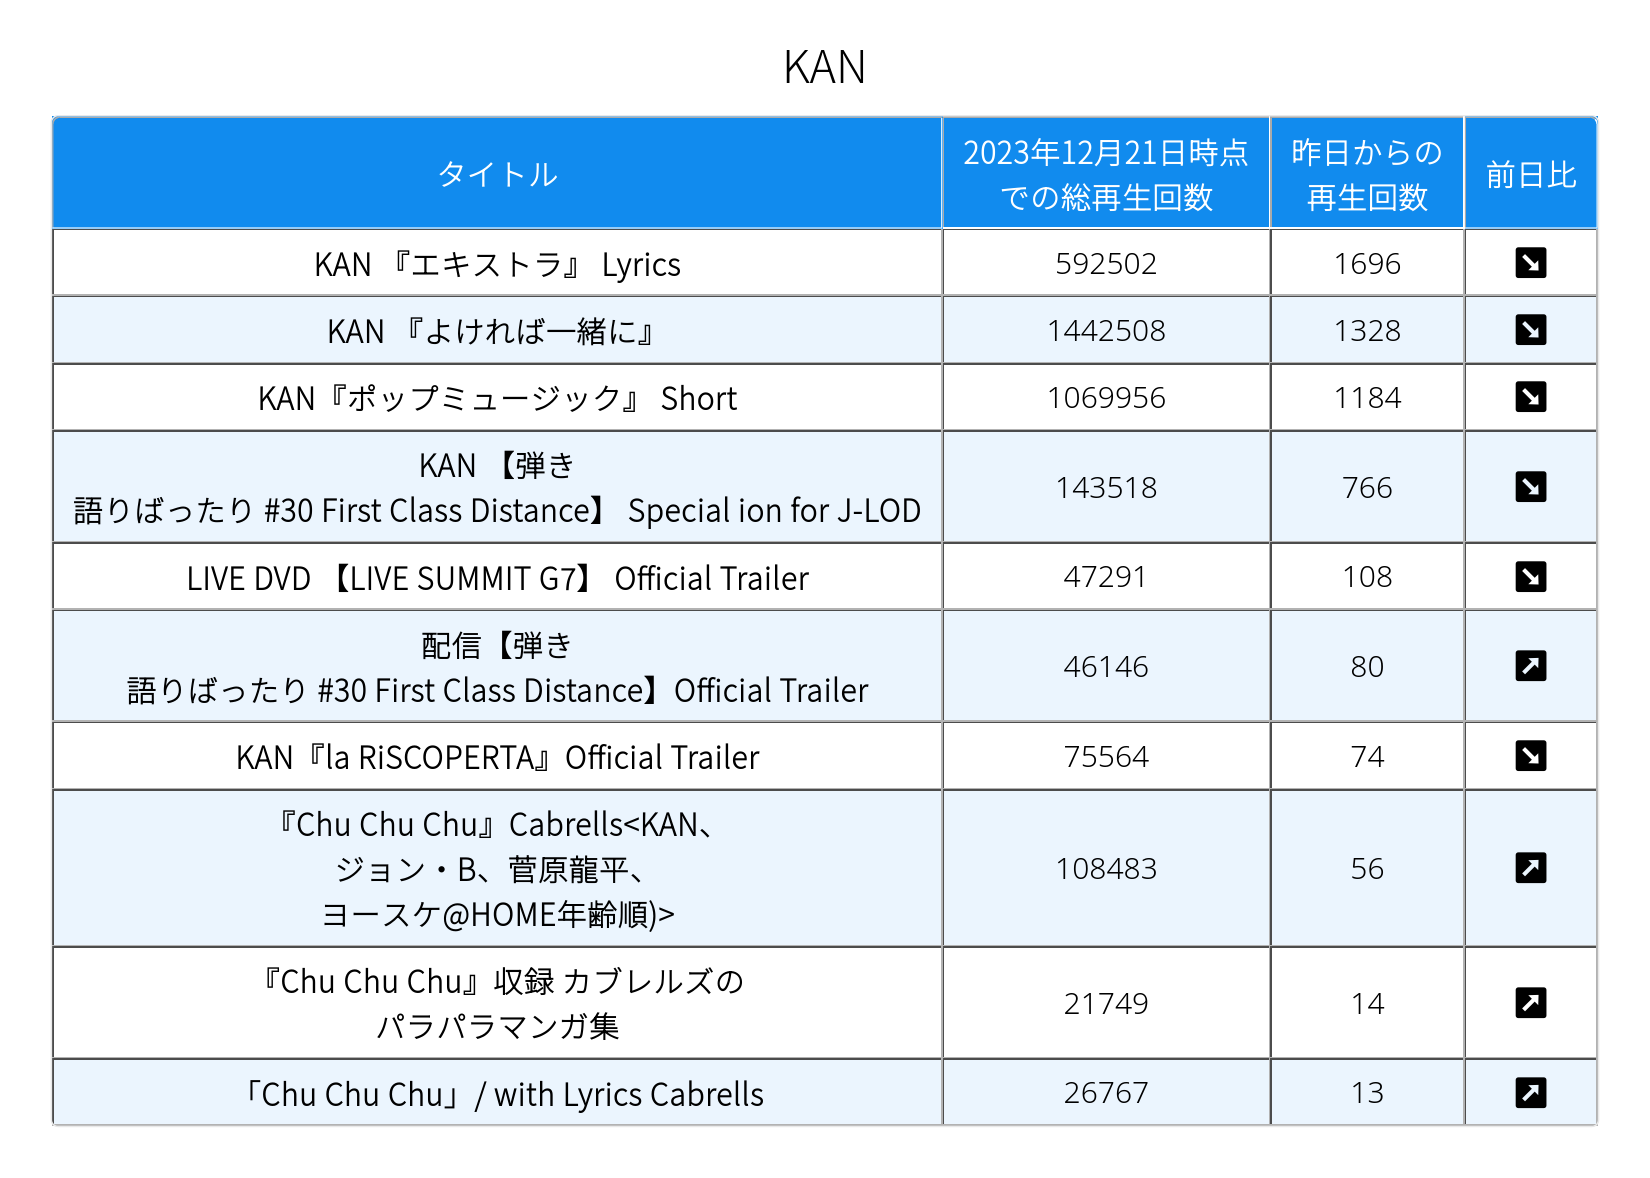 KAN
タイトル
2023年12月21日時点
での総再生回数
昨日からの
再生回数
前日比
KAN 『エキストラ』 Lyrics
592502
1696
KAN 『よければ一緒に』
1442508
1328
KAN『ポップミュージック』 Short
1069956
1184
KAN 【弾き
語りばったり #30 First Class Distance】 Special ion for J-LOD
143518
766
LIVE DVD 【LIVE SUMMIT G7】 Official Trailer
47291
108
配信【弾き
語りばったり #30 First Class Distance】Official Trailer
46146
80
KAN『la RiSCOPERTA』Official Trailer
75564
74
『Chu Chu Chu』Cabrells<KAN、
ジョン・B、菅原龍平、
ヨースケ@HOME年齢順)>
108483
56
『Chu Chu Chu』収録 カブレルズの
パラパラマンガ集
21749
14
「Chu Chu Chu」/ with Lyrics Cabrells
26767
13